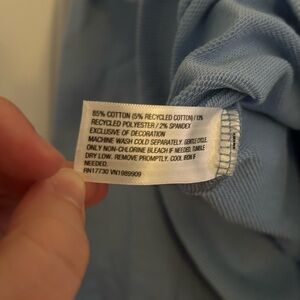 85% COTTON (5% RECYCLED COTTON)/ 13%
RECYCLED POLYESTER / 2% SPANDEX
EXCLUSIVE OF DECORATION
MACHINE WASH COLD SEPARATELY. GENTLE CYCLE.
ONLY NON-CHLORINE BLEACH IF NEEDED. TUMBLE
DRY LOW. REMOVE PROMPTLY. COOL IRON IF
NEEDED.
RN17730 VN1989909